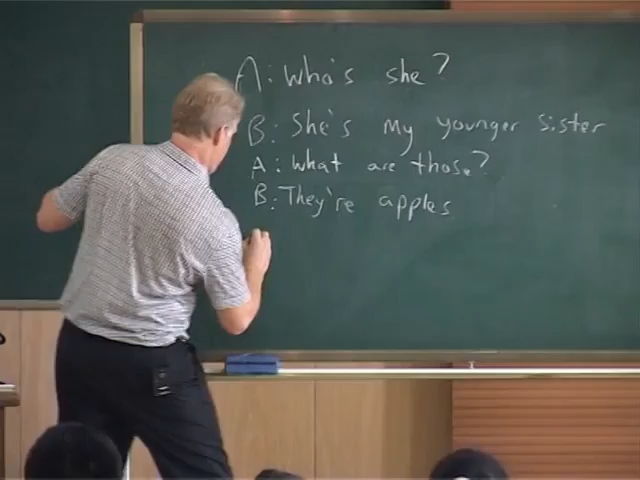 A: Who's she?
B: She's my younger sister
A: What are those?
B: They're apples